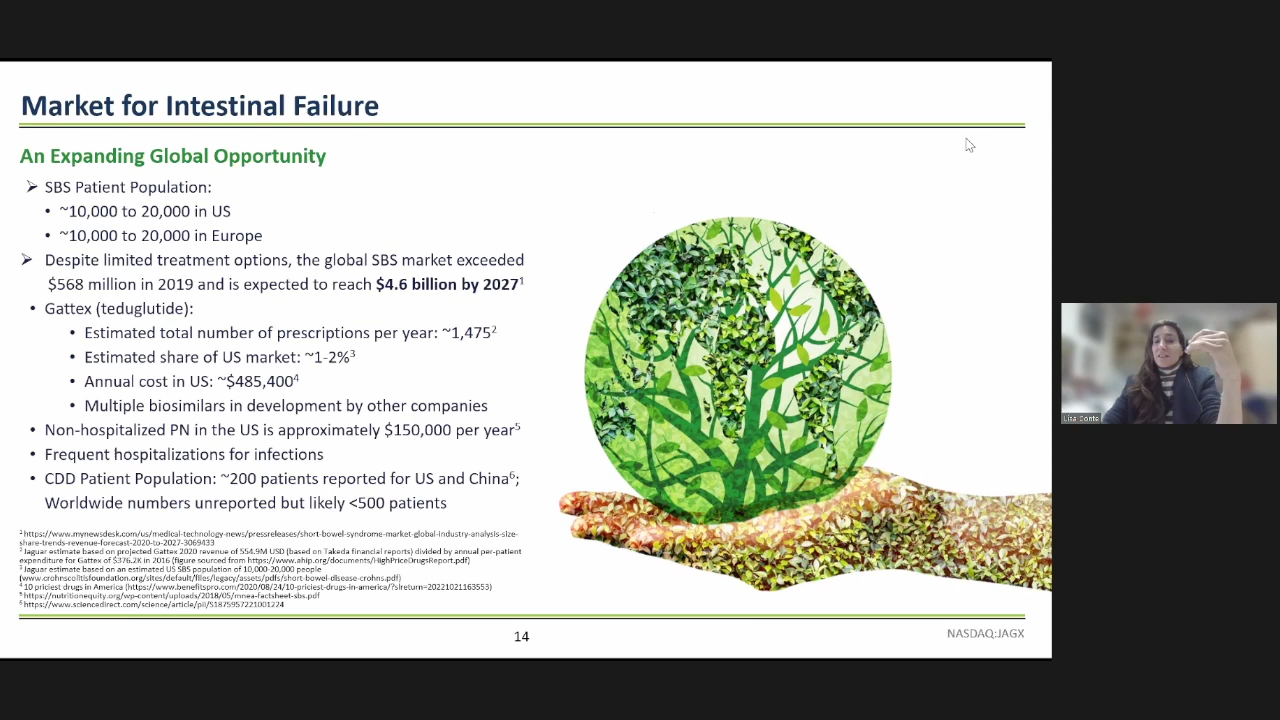 Market for Intestinal Failure
An Expanding Global Opportunity
➢ SBS Patient Population:
• ~10,000 to 20,000 in US
• ~10,000 to 20,000 in Europe
➢ Despite limited treatment options, the global SBS market exceeded
$568 million in 2019 and is expected to reach $4.6 billion by 2027¹
• Gattex (teduglutide):
• Estimated total number of prescriptions per year: ~1,475²
• Estimated share of US market: ~1-2%³
• Annual cost in US: ~$485,400⁴
• Multiple biosimilars in development by other companies
• Non-hospitalized PN in the US is approximately $150,000 per year⁵
• Frequent hospitalizations for infections
• CDD Patient Population: ~200 patients reported for US and China⁶;
Worldwide numbers unreported but likely <500 patients
¹ https://www.mynewsdesk.com/us/medical-technology-news/pressreleases/short-bowel-syndrome-market-global-industry-analysis-size-
share-trends-revenue-forecast-2020-to-2027-3069433
Jaguar estimate based on projected Gattex 2020 revenue of 554.9M USD (based on Takeda financial reports) divided by annual per-patient
expenditure for Gattex of $376.2K in 2016 (figure sourced from https://www.ahip.org/documents/HighPriceDrugsReport.pdf)
³ Jaguar estimate based on an estimated US SBS population of 10,000-20,000 people
(www.crohnscolitisfoundation.org/sites/default/files/legacy/assets/pdfs/short-bowel-disease-crohns.pdf)
⁴ 10 priciest drugs in America (https://www.benefitspro.com/2020/08/24/10-priciest-drugs-in-america/?slreturn=20221021163553)
⁵ https://nutritionequity.org/wp-content/uploads/2018/05/mnea-factsheet-sbs.pdf
⁶ https://www.sciencedirect.com/science/article/pii/S1875957221001224
14
NASDAQ:JAGX
Lisa Conte